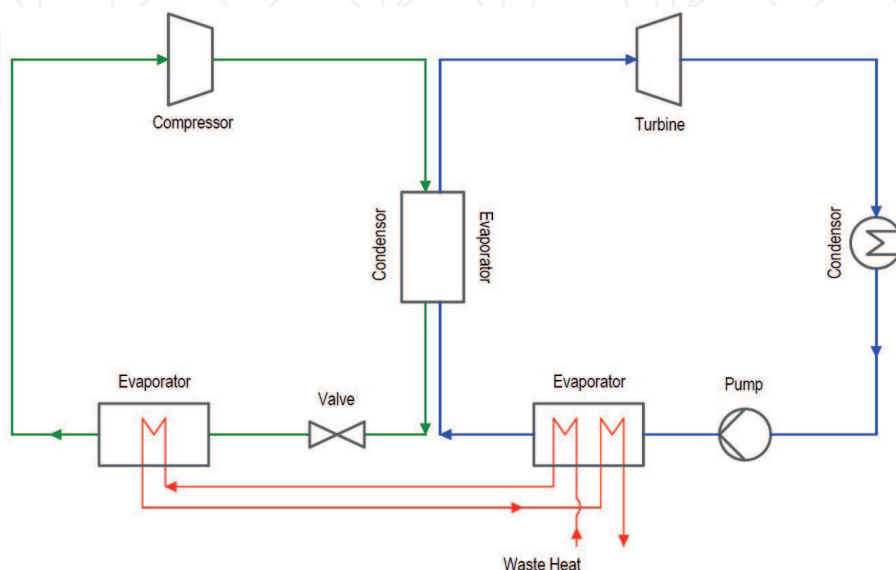 Compressor
Turbine
Condensor
Evaporator
Condensor
Evaporator
Valve
Evaporator
Pump
Waste Heat